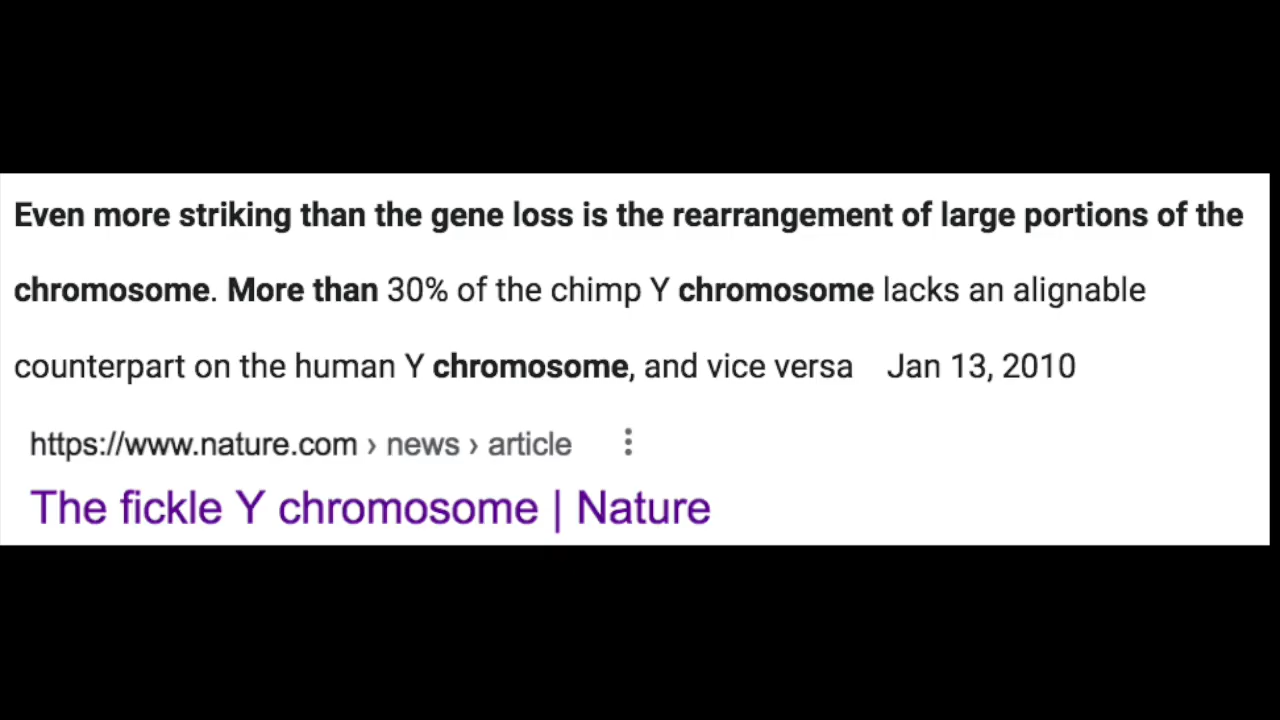 Even more striking than the gene loss is the rearrangement of large portions of the
chromosome. More than 30% of the chimp Y chromosome lacks an alignable
counterpart on the human Y chromosome, and vice versa Jan 13, 2010
https://www.nature.com › news › article
The fickle Y chromosome | Nature